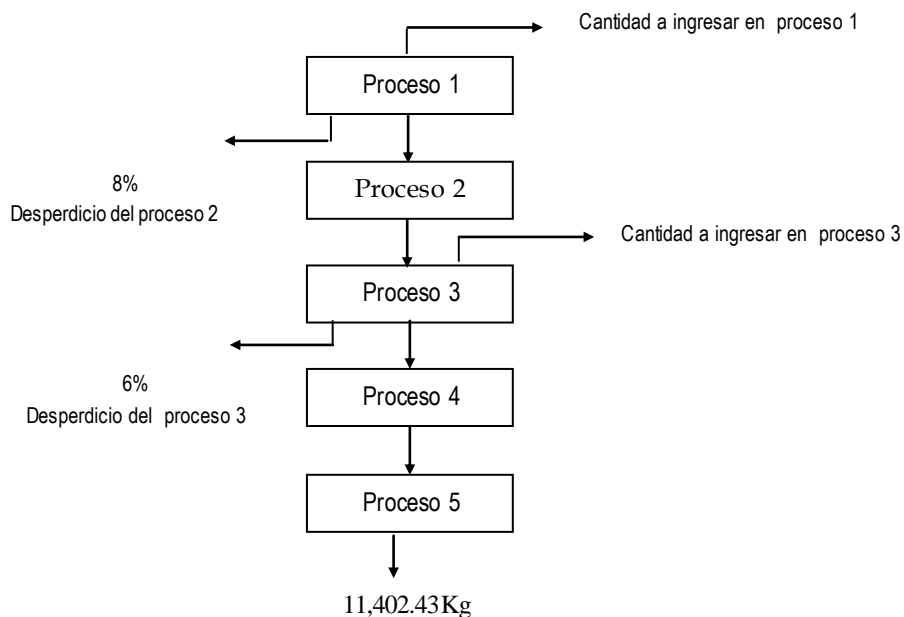 Cantidad a ingresar en proceso 1
Proceso 1
8%
Desperdicio del proceso 2
Proceso 2
Cantidad a ingresar en proceso 3
Proceso 3
6%
Desperdicio del proceso 3
Proceso 4
Proceso 5
11,402.43Kg